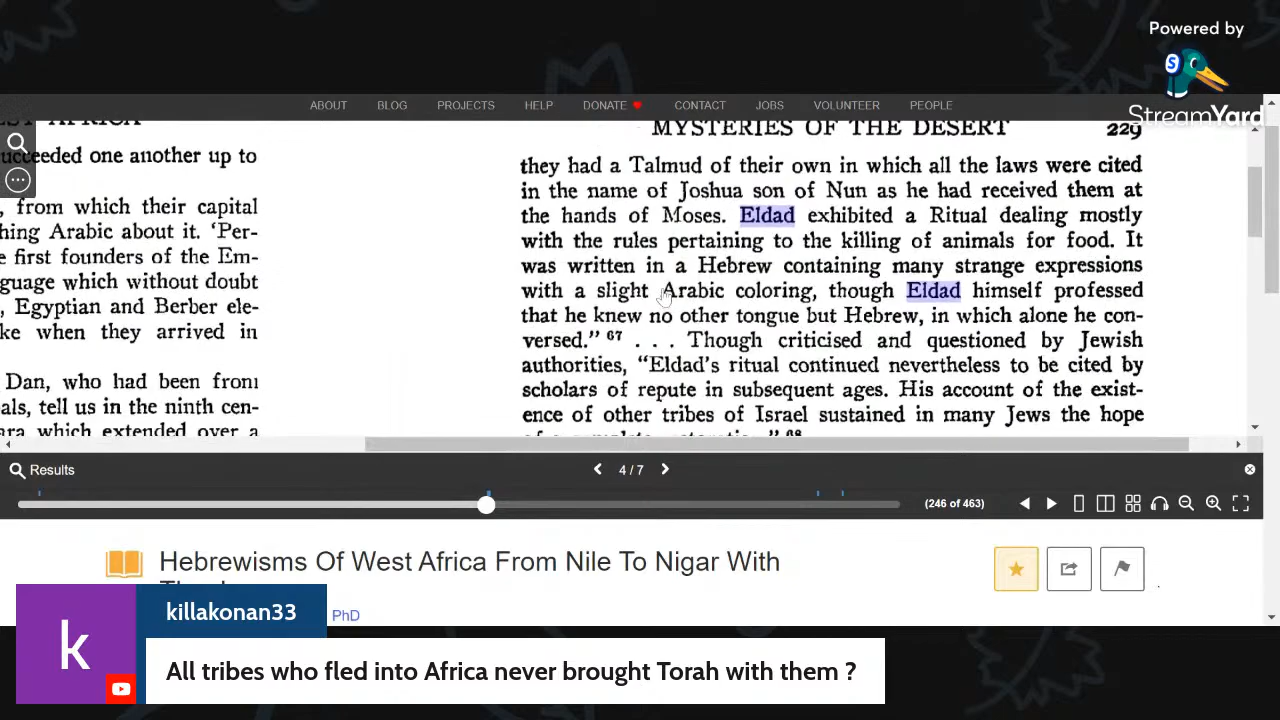 Powered by
StreamYard
ABOUT BLOG PROJECTS HELP DONATE CONTACT JOBS VOLUNTEER PEOPLE
AFRICA
succeeded one another up to
, from which their capital
hing Arabic about it. 'Per-
e first founders of the Em-
guage which without doubt
, Egyptian and Berber ele-
ke when they arrived in
Dan, who had been from
als, tell us in the ninth cen-
ara which extended over a
MYSTERIES OF THE DESERT 229
they had a Talmud of their own in which all the laws were cited
in the name of Joshua son of Nun as he had received them at
the hands of Moses. Eldad exhibited a Ritual dealing mostly
with the rules pertaining to the killing of animals for food. It
was written in a Hebrew containing many strange expressions
with a slight Arabic coloring, though Eldad himself professed
that he knew no other tongue but Hebrew, in which alone he con-
versed." 67 . . . Though criticised and questioned by Jewish
authorities, "Eldad's ritual continued nevertheless to be cited by
scholars of repute in subsequent ages. His account of the exist-
ence of other tribes of Israel sustained in many Jews the hope
Results
4 / 7
(246 of 463)
Hebrewisms Of West Africa From Nile To Nigar With
PhD
k
killakonan33
All tribes who fled into Africa never brought Torah with them ?